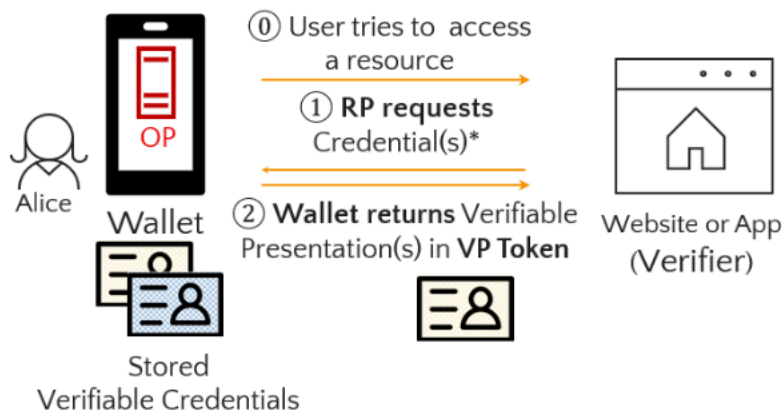 ⓪ User tries to access
a resource
① RP requests
Credential(s)*
OP
Alice
Wallet
② Wallet returns Verifiable
Presentation(s) in VP Token
Website or App
(Verifier)
Stored
Verifiable Credentials